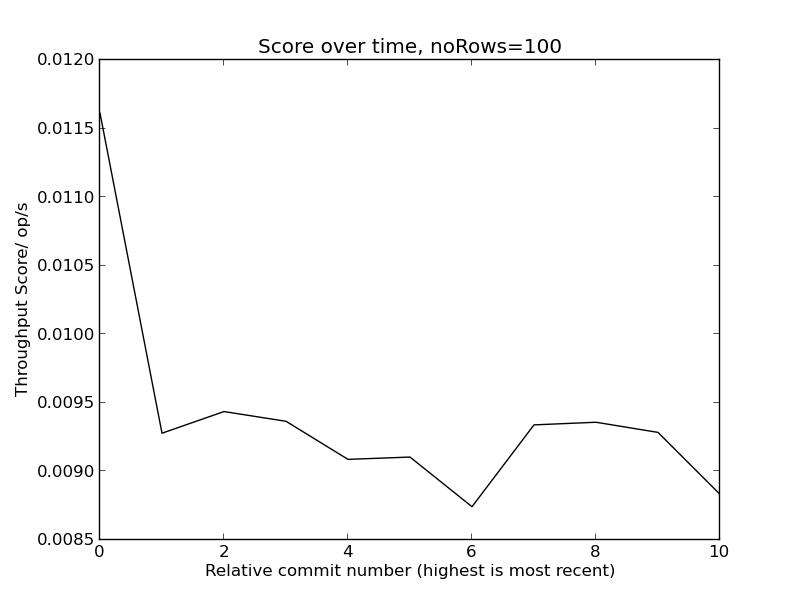 Score over time, noRows=100
0.0120
0.0115
0.0110
0.0105
0.0100
0.0095
0.0090
0.0085
Throughput Score/ op/s
0 2 4 6 8 10
Relative commit number (highest is most recent)